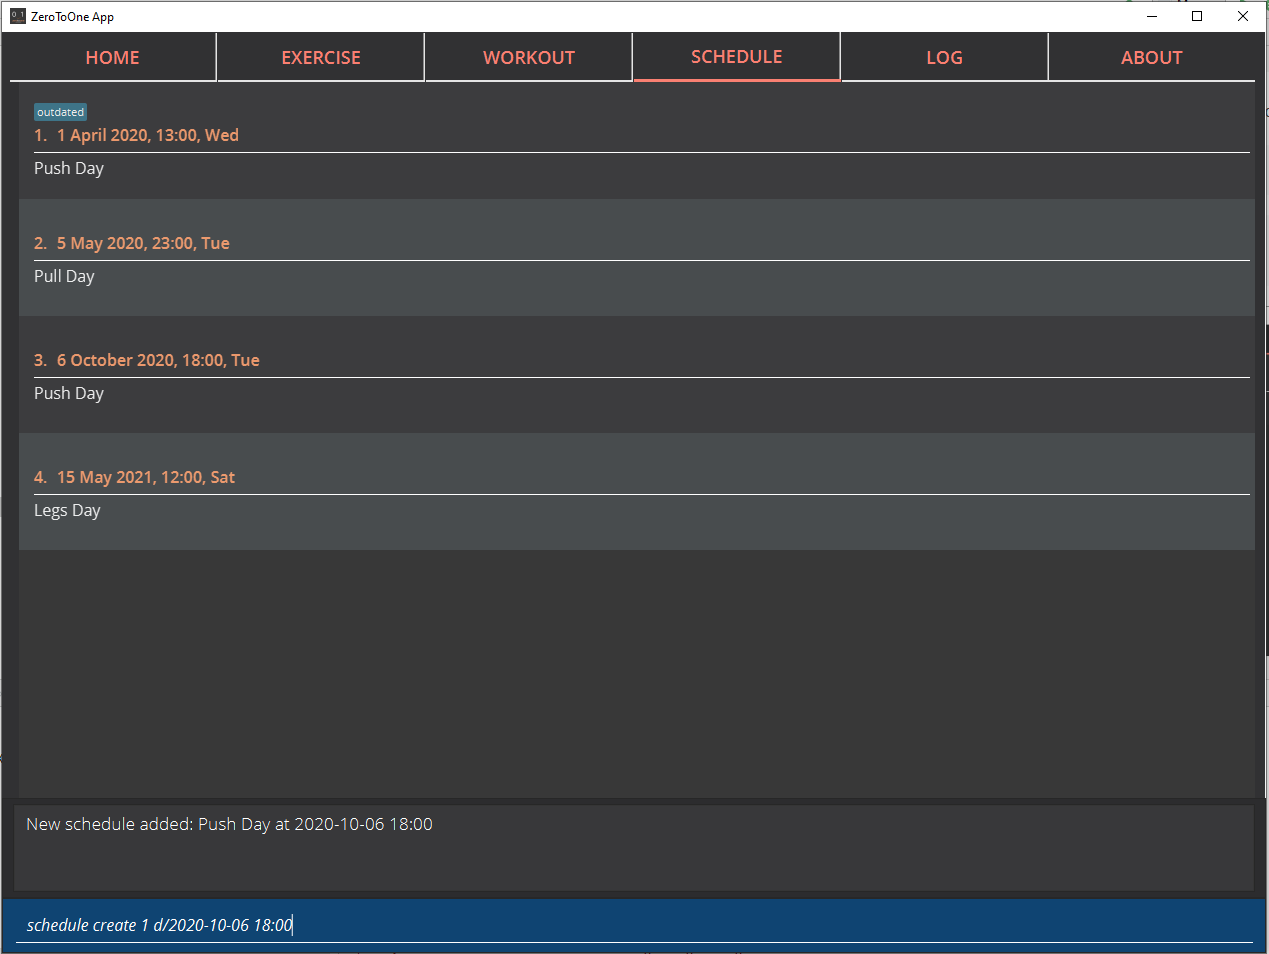 0 1
ZeroToOne App
HOME EXERCISE WORKOUT SCHEDULE LOG ABOUT
outdated
1. 1 April 2020, 13:00, Wed
Push Day
2. 5 May 2020, 23:00, Tue
Pull Day
3. 6 October 2020, 18:00, Tue
Push Day
4. 15 May 2021, 12:00, Sat
Legs Day
New schedule added: Push Day at 2020-10-06 18:00
schedule create 1 d/2020-10-06 18:00